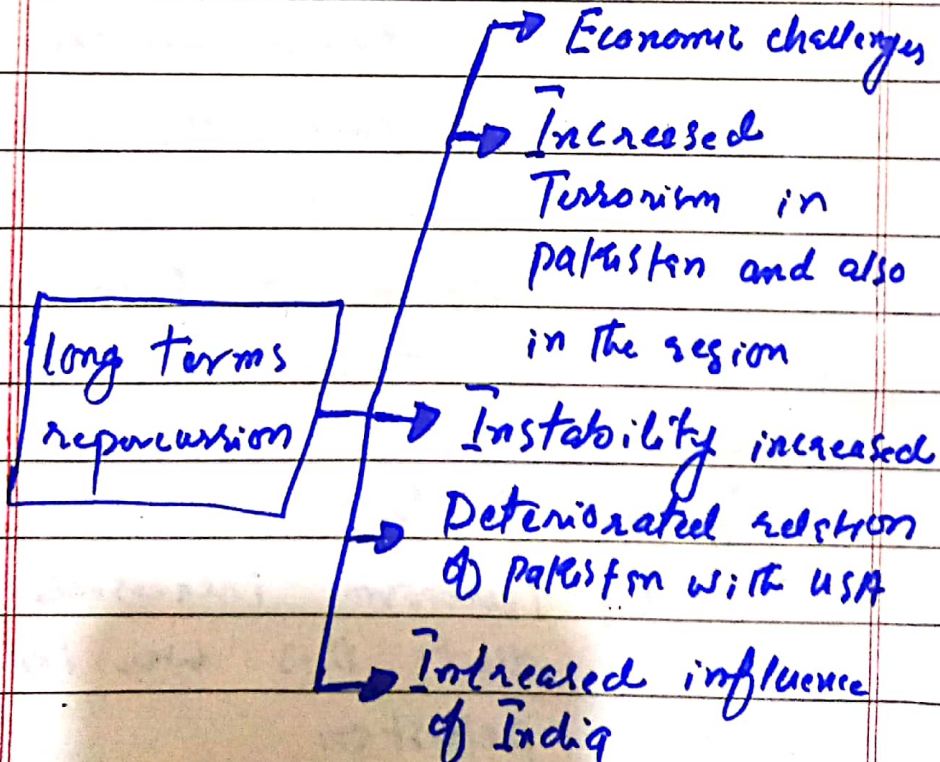 Economic challenges
Increased
Terrorism in
pakistan and also
in the region
long terms
repurcussion
Instability increased
Deteriorated relation
of pakistan with USA
Increased influence
of India